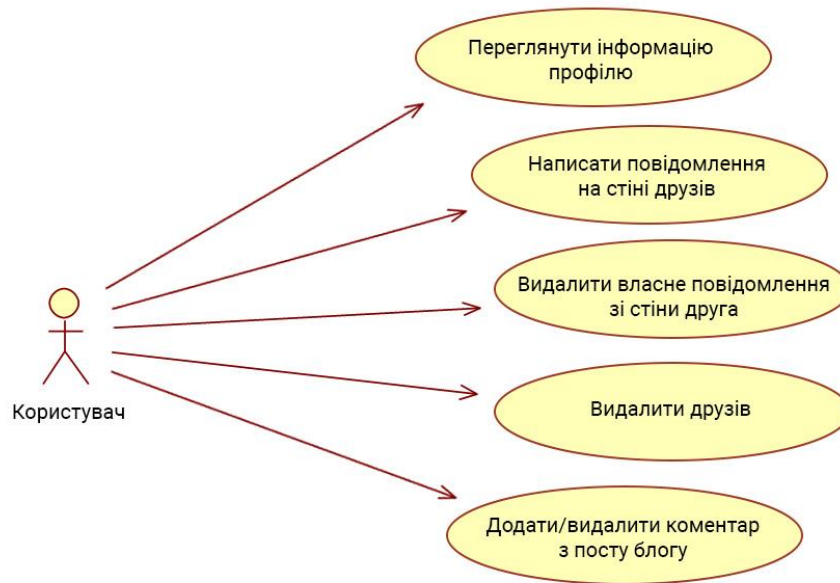 Переглянути інформацію
профілю
Написати повідомлення
на стіні друзів
Видалити власне повідомлення
зі стіни друга
Користувач
Видалити друзів
Додати/видалити коментар
з посту блогу